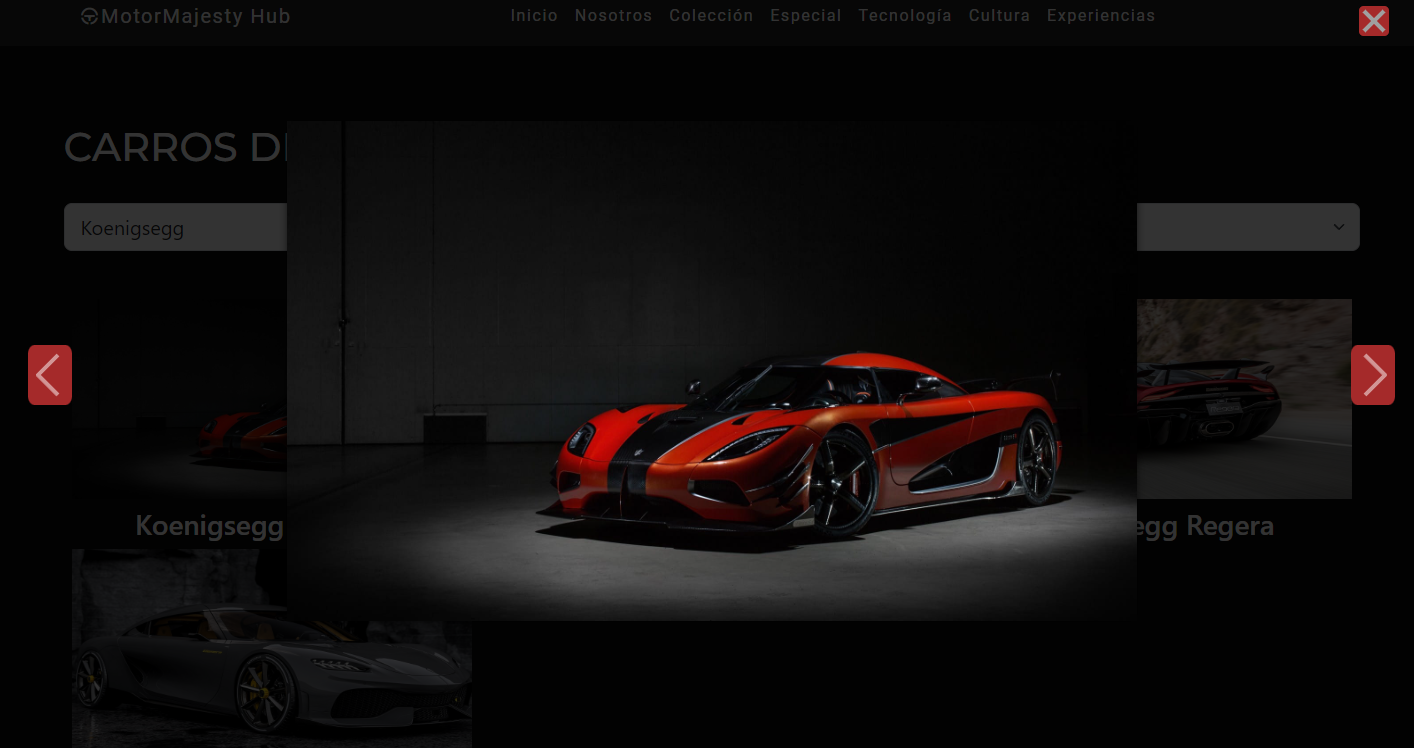 MotorMajesty Hub
Inicio Nosotros Colección Especial Tecnología Cultura Experiencias
CARROS DE
Koenigsegg
Koenigsegg
egg Regera